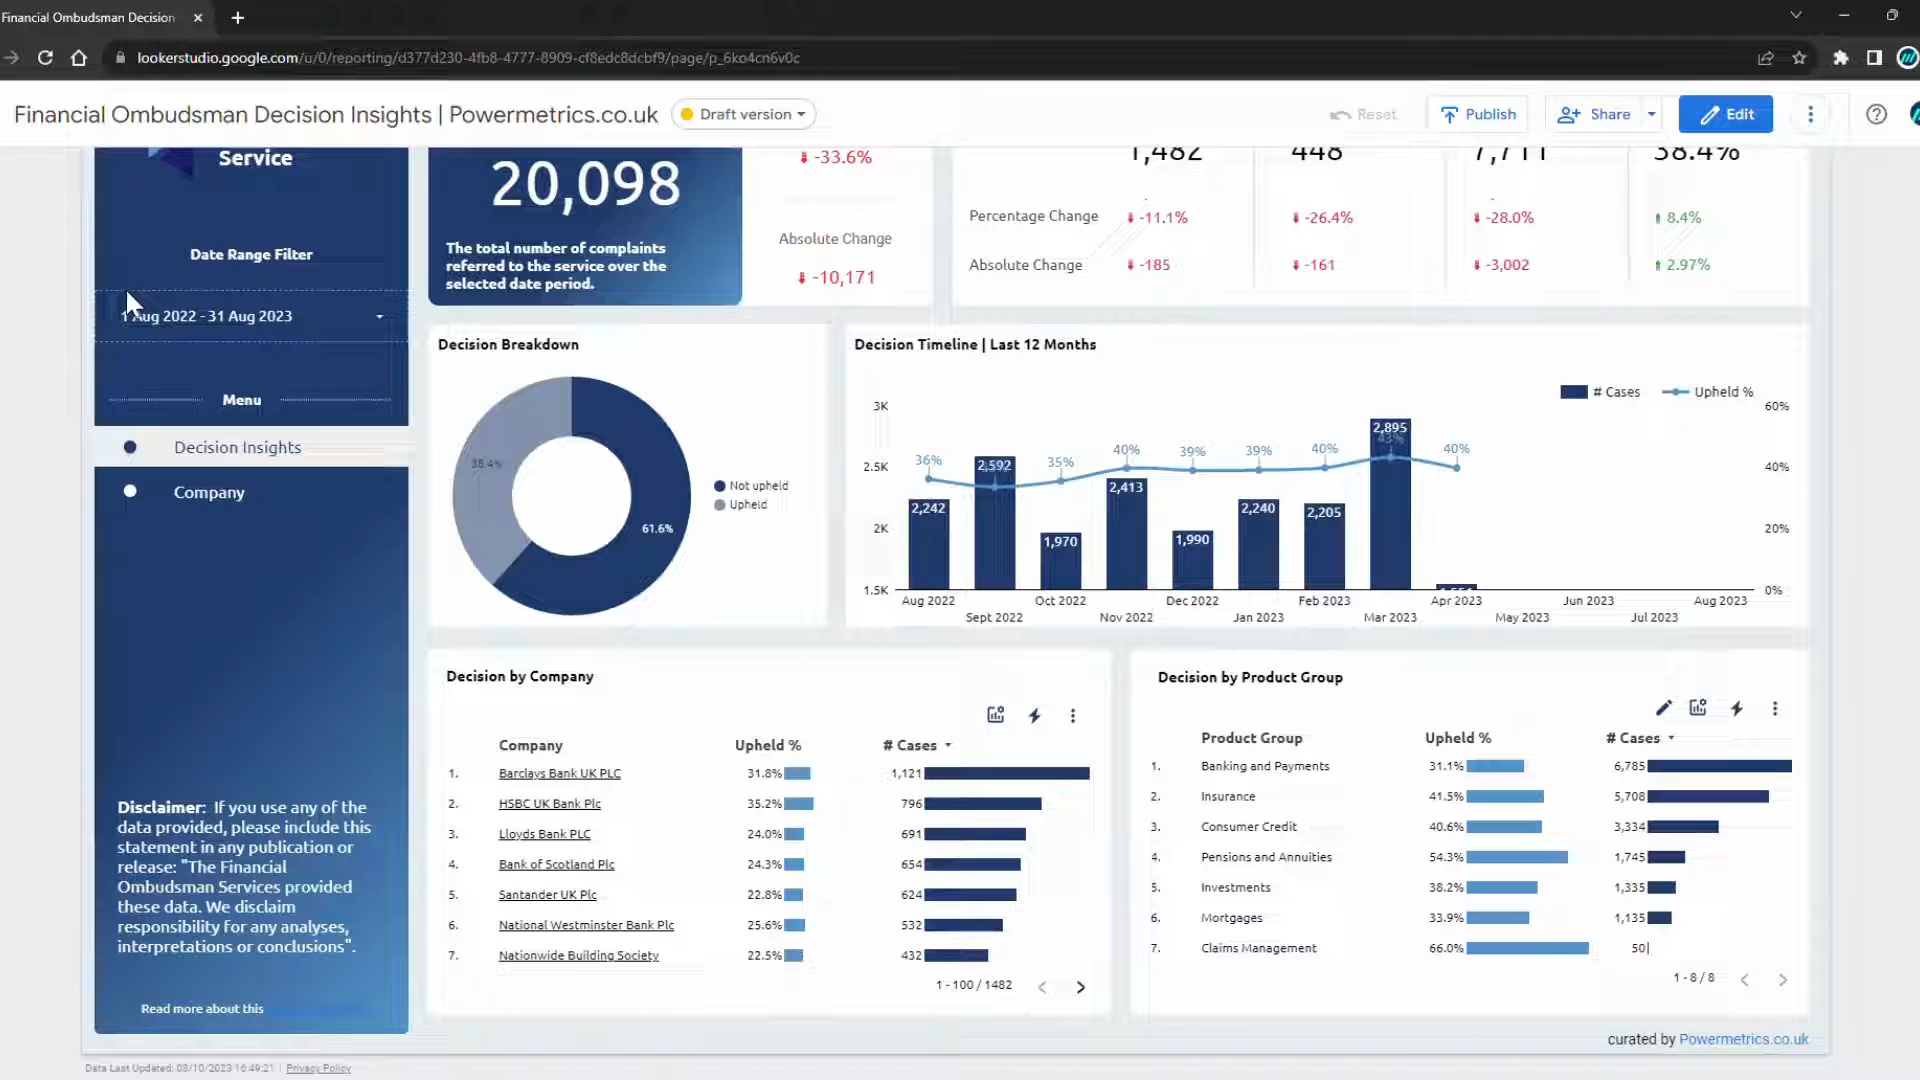 Financial Ombudsman Decision
lookerstudio.google.com/u/0/reporting/d377d230-4fb8-4777-8909-cf8edc8dcbf9/page/p_6ko4cn6v0c
Financial Ombudsman Decision Insights | Powermetrics.co.uk
Draft version
Reset
Publish
Share
Edit
Service
Date Range Filter
1 Aug 2022 - 31 Aug 2023
Menu
Decision Insights
Company
Disclaimer: If you use any of the
data provided, please include this
statement in any publication or
release: "The Financial
Ombudsman Services provided
these data. We disclaim
responsibility for any analyses,
interpretations or conclusions".
Read more about this
20,098
The total number of complaints
referred to the service over the
selected date period.
-33.6%
Absolute Change
-10,171
1,482 448 7,711 38.4%
Percentage Change -11.1% -26.4% -28.0% 8.4%
Absolute Change -185 -161 -3,002 2.97%
Decision Breakdown
38.4%
61.6%
Not upheld
Upheld
Decision Timeline | Last 12 Months
# Cases Upheld %
3K
2.5K
2K
1.5K
60%
40%
20%
0%
36% 35% 40% 39% 39% 40% 43% 40%
2,242 2,592 1,970 2,413 1,990 2,240 2,205 2,895
Aug 2022 Oct 2022 Dec 2022 Feb 2023 Apr 2023 Jun 2023 Aug 2023
Sept 2022 Nov 2022 Jan 2023 Mar 2023 May 2023 Jul 2023
Decision by Company
Company Upheld % # Cases
1. Barclays Bank UK PLC 31.8% 1,121
2. HSBC UK Bank Plc 35.2% 796
3. Lloyds Bank PLC 24.0% 691
4. Bank of Scotland Plc 24.3% 654
5. Santander UK Plc 22.8% 624
6. National Westminster Bank Plc 25.6% 532
7. Nationwide Building Society 22.5% 432
1 - 100 / 1482
Decision by Product Group
Product Group Upheld % # Cases
1. Banking and Payments 31.1% 6,785
2. Insurance 41.5% 5,708
3. Consumer Credit 40.6% 3,334
4. Pensions and Annuities 54.3% 1,745
5. Investments 38.2% 1,335
6. Mortgages 33.9% 1,135
7. Claims Management 66.0% 50
1 - 8 / 8
curated by Powermetrics.co.uk
Data Last Updated: 03/10/2023 16:49:21 | Privacy Policy